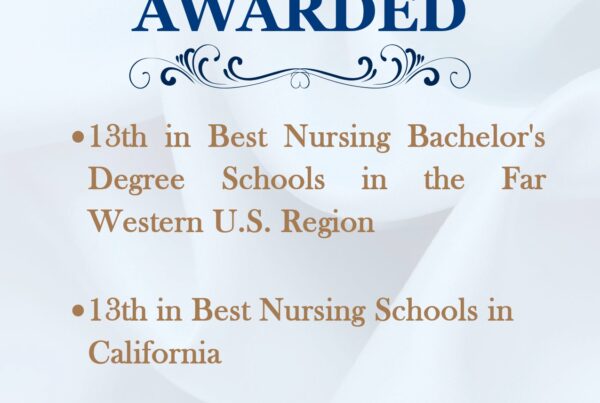 AWARDED
•13th in Best Nursing Bachelor's
Degree Schools in the Far
Western U.S. Region
•13th in Best Nursing Schools in
California